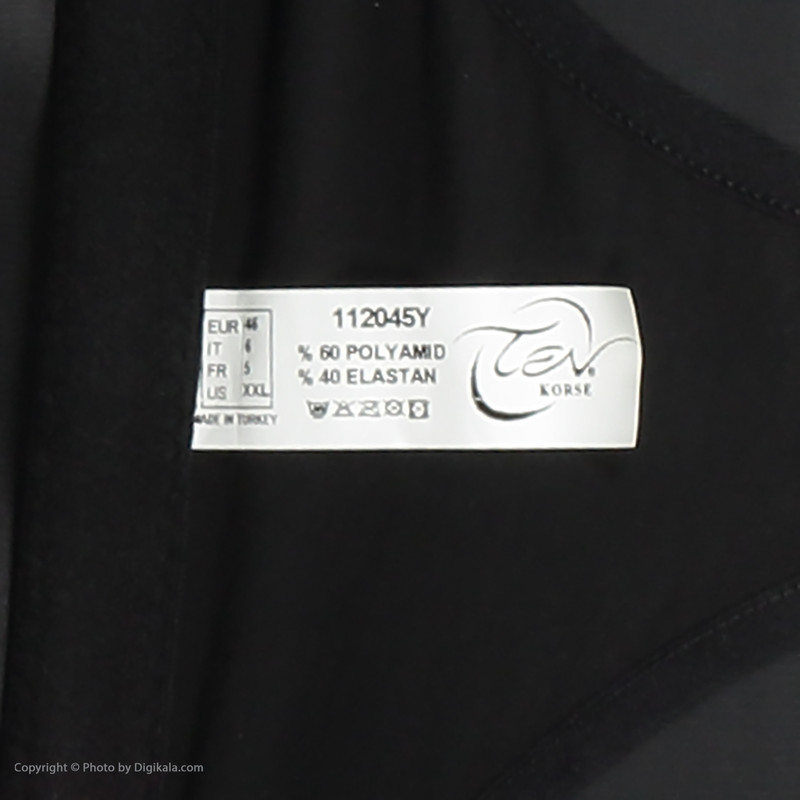 EUR 46
IT 6
FR 5
US XXL
MADE IN TURKEY
112045Y
% 60 POLYAMID
% 40 ELASTAN
Ten®
KORSE
Copyright © Photo by Digikala.com